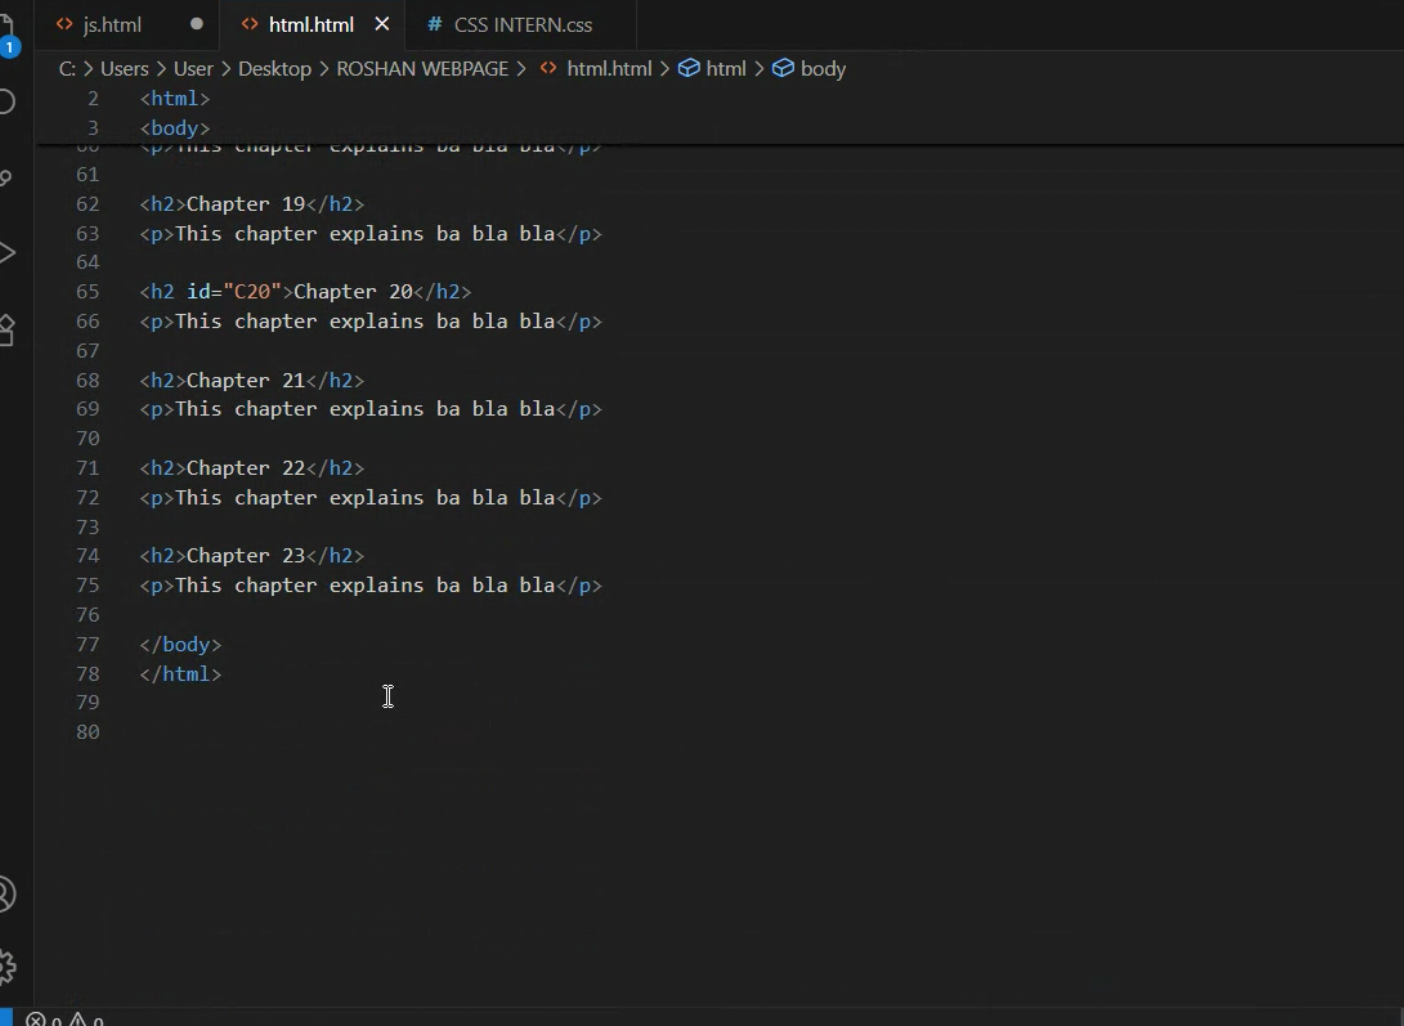 js.html html.html CSS INTERN.css
1
C: > Users > User > Desktop > ROSHAN WEBPAGE > html.html > html > body
2 <html>
3 <body>
60 <p>This chapter explains ba bla bla</p>
61
62 <h2>Chapter 19</h2>
63 <p>This chapter explains ba bla bla</p>
64
65 <h2 id="C20">Chapter 20</h2>
66 <p>This chapter explains ba bla bla</p>
67
68 <h2>Chapter 21</h2>
69 <p>This chapter explains ba bla bla</p>
70
71 <h2>Chapter 22</h2>
72 <p>This chapter explains ba bla bla</p>
73
74 <h2>Chapter 23</h2>
75 <p>This chapter explains ba bla bla</p>
76
77 </body>
78 </html>
79
80
0 0